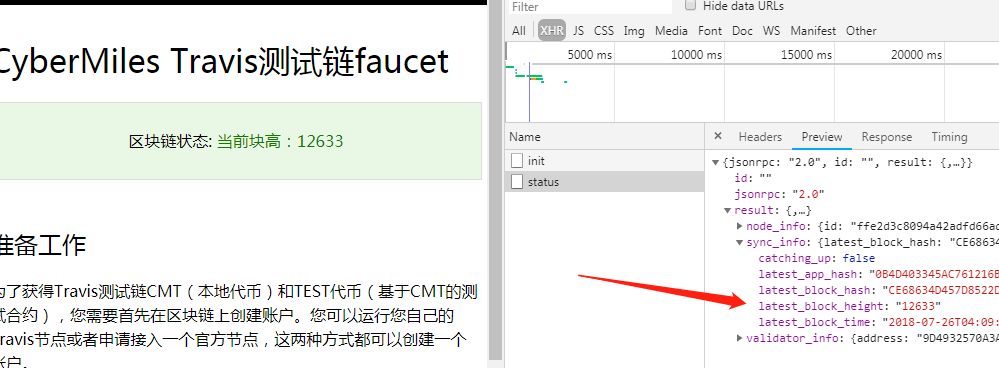 CyberMiles Travis测试链faucet
区块链状态: 当前块高：12633
准备工作
为了获得Travis测试链CMT（本地代币）和TEST代币（基于CMT的测
试合约），您需要首先在区块链上创建账户。您可以运行您自己的
Travis节点或者申请接入一个官方节点，这两种方式都可以创建一个
账户。
Filter
Hide data URLs
All XHR JS CSS Img Media Font Doc WS Manifest Other
5000 ms 10000 ms 15000 ms 20000 ms
Name
init
status
× Headers Preview Response Timing
▼{jsonrpc: "2.0", id: "", result: {,…}}
id: ""
jsonrpc: "2.0"
▼result: {,…}
▶node_info: {id: "ffe2d3c8094a42adfd66ad
▼sync_info: {latest_block_hash: "CE68634
catching_up: false
latest_app_hash: "0B4D403345AC761216B
latest_block_hash: "CE68634D457D8522D
latest_block_height: "12633"
latest_block_time: "2018-07-26T04:09:
▶validator_info: {address: "9D4932570A3A